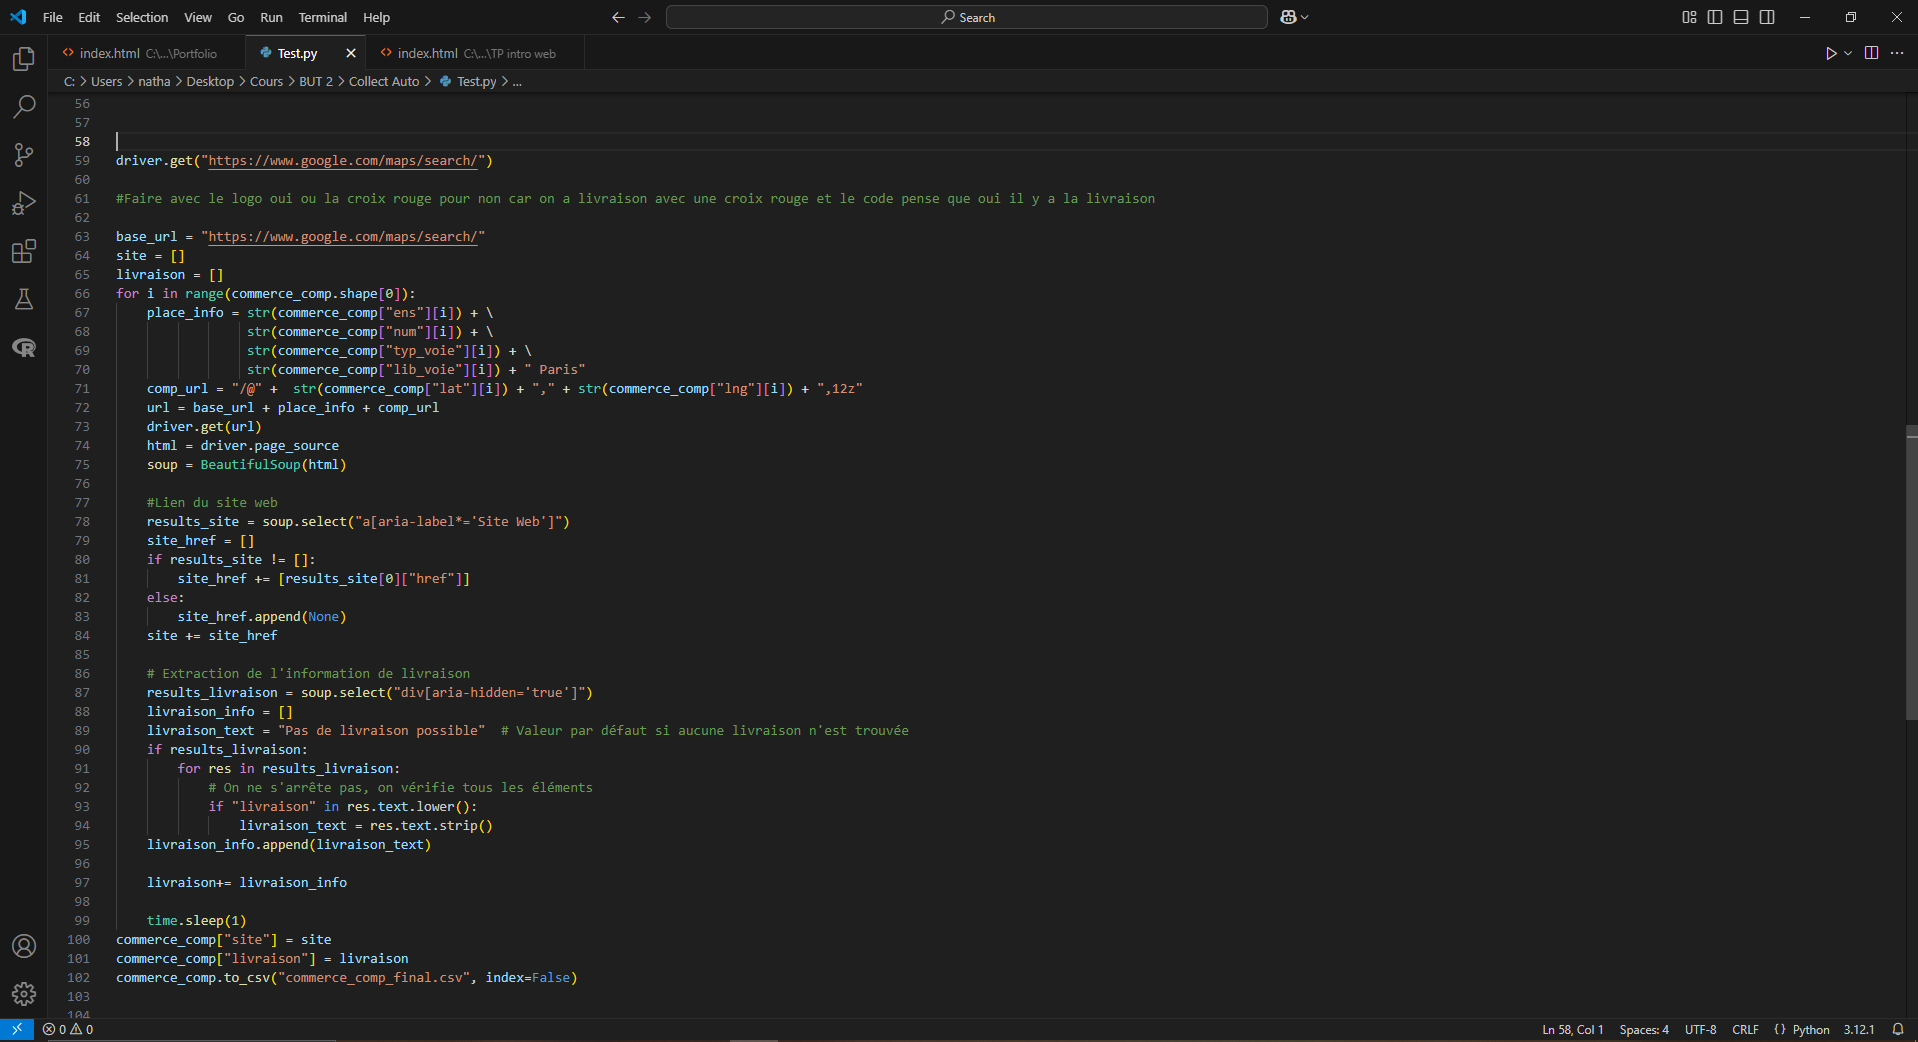 File Edit Selection View Go Run Terminal Help
Search
index.html C:\...\Portfolio
Test.py
index.html C:\...\TP intro web
C: > Users > natha > Desktop > Cours > BUT 2 > Collect Auto > Test.py > ...
56
57
58
59 driver.get("https://www.google.com/maps/search/")
60
61 #Faire avec le logo oui ou la croix rouge pour non car on a livraison avec une croix rouge et le code pense que oui il y a la livraison
62
63 base_url = "https://www.google.com/maps/search/"
64 site = []
65 livraison = []
66 for i in range(commerce_comp.shape[0]):
67     place_info = str(commerce_comp["ens"][i]) + \
68                  str(commerce_comp["num"][i]) + \
69                  str(commerce_comp["typ_voie"][i]) + \
70                  str(commerce_comp["lib_voie"][i]) + " Paris"
71     comp_url = "/@" +  str(commerce_comp["lat"][i]) + "," + str(commerce_comp["lng"][i]) + ",12z"
72     url = base_url + place_info + comp_url
73     driver.get(url)
74     html = driver.page_source
75     soup = BeautifulSoup(html)
76
77     #Lien du site web
78     results_site = soup.select("a[aria-label*='Site Web']")
79     site_href = []
80     if results_site != []:
81         site_href += [results_site[0]["href"]]
82     else:
83         site_href.append(None)
84     site += site_href
85
86     # Extraction de l'information de livraison
87     results_livraison = soup.select("div[aria-hidden='true']")
88     livraison_info = []
89     livraison_text = "Pas de livraison possible"  # Valeur par défaut si aucune livraison n'est trouvée
90     if results_livraison:
91         for res in results_livraison:
92             # On ne s'arrête pas, on vérifie tous les éléments
93             if "livraison" in res.text.lower():
94                 livraison_text = res.text.strip()
95     livraison_info.append(livraison_text)
96
97     livraison+= livraison_info
98
99     time.sleep(1)
100 commerce_comp["site"] = site
101 commerce_comp["livraison"] = livraison
102 commerce_comp.to_csv("commerce_comp_final.csv", index=False)
103
104
0 0 Ln 58, Col 1 Spaces: 4 UTF-8 CRLF {} Python 3.12.1